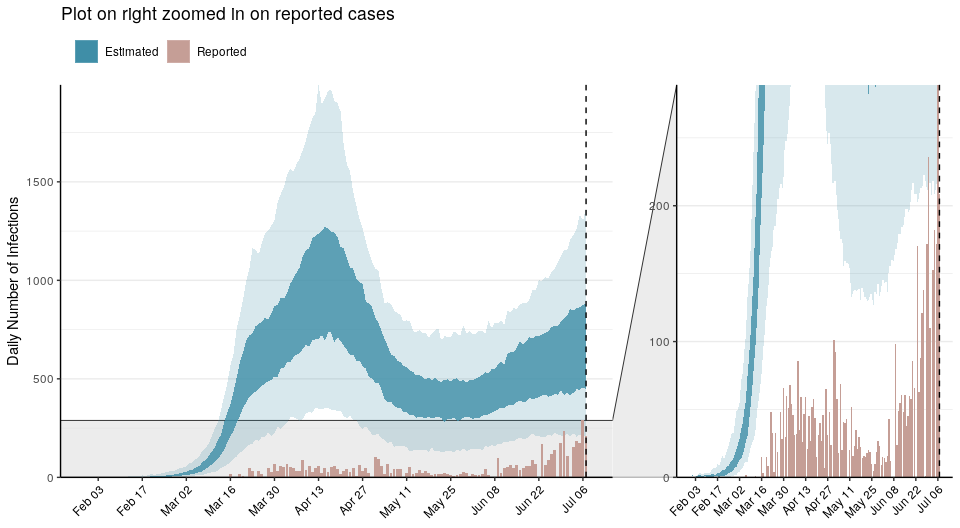 Plot on right zoomed in on reported cases
Estimated
Reported
Daily Number of Infections
1500
1000
500
0
Feb 03
Feb 17
Mar 02
Mar 16
Mar 30
Apr 13
Apr 27
May 11
May 25
Jun 08
Jun 22
Jul 06
200
100
0
Feb 03
Feb 17
Mar 02
Mar 16
Mar 30
Apr 13
Apr 27
May 11
May 25
Jun 08
Jun 22
Jul 06